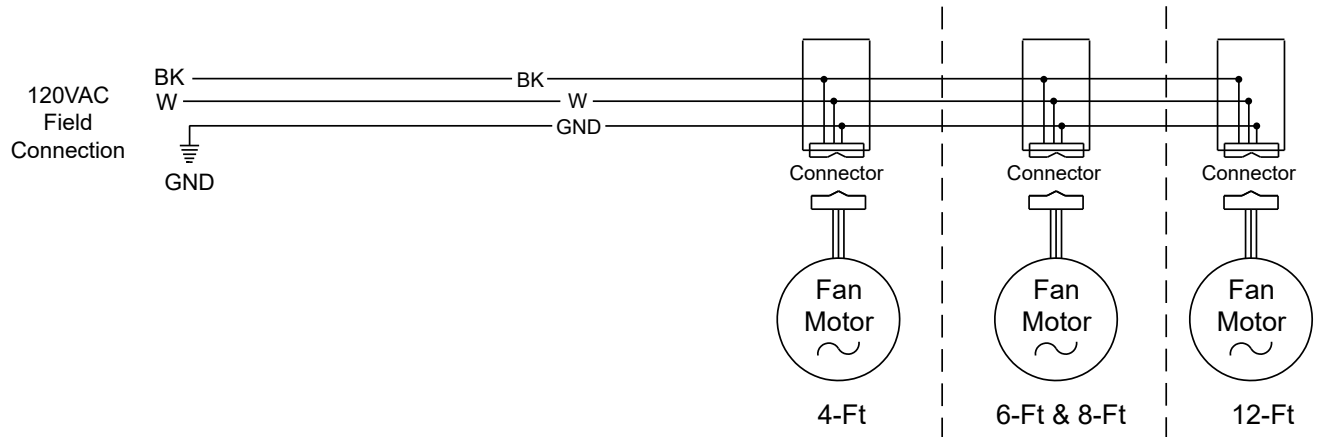 120VAC
Field
Connection
BK
W
GND
BK
W
GND
Connector
Connector
Connector
Fan
Motor
Fan
Motor
Fan
Motor
4-Ft
6-Ft & 8-Ft
12-Ft